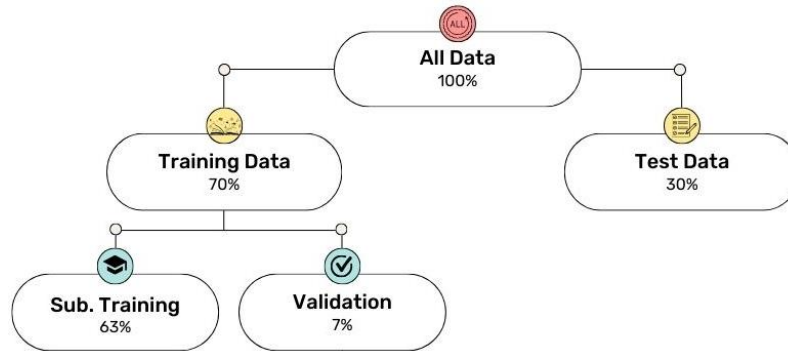 ALL
All Data
100%
Training Data
70%
Test Data
30%
Sub. Training
63%
Validation
7%